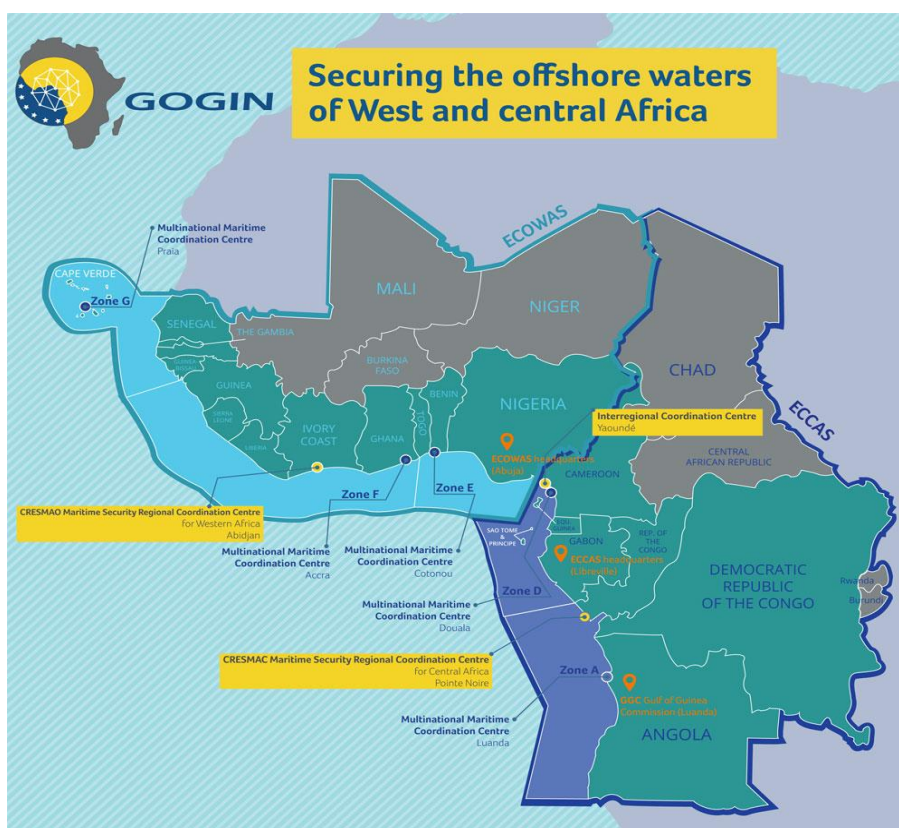 GOGIN
Securing the offshore waters
of West and central Africa
Multinational Maritime
Coordination Centre
Praia
ECOWAS
CAPE VERDE
Zone G
MALI
NIGER
CHAD
SENEGAL
THE GAMBIA
GUINEA
BISSAU
BURKINA
FASO
GUINEA
SIERRA
LEONE
LIBERIA
IVORY
COAST
GHANA
TOGO
BENIN
NIGERIA
ECCAS
Interregional Coordination Centre
Yaoundé
CENTRAL
AFRICAN REPUBLIC
ECOWAS headquarters
(Abuja)
CAMEROON
Zone F
Zone E
CRESMAO Maritime Security Regional Coordination Centre
for Western Africa
Abidjan
Multinational Maritime
Coordination Centre
Accra
Multinational Maritime
Coordination Centre
Cotonou
SAO TOME
&
PRINCIPE
EQU.
GUINEA
GABON
REP. OF
THE
CONGO
ECCAS headquarters
(Libreville)
DEMOCRATIC
REPUBLIC
OF THE CONGO
Rwanda
Burundi
Zone D
Multinational Maritime
Coordination Centre
Douala
CRESMAC Maritime Security Regional Coordination Centre
for Central Africa
Pointe Noire
Zone A
GGC Gulf of Guinea
Commission (Luanda)
Multinational Maritime
Coordination Centre
Luanda
ANGOLA